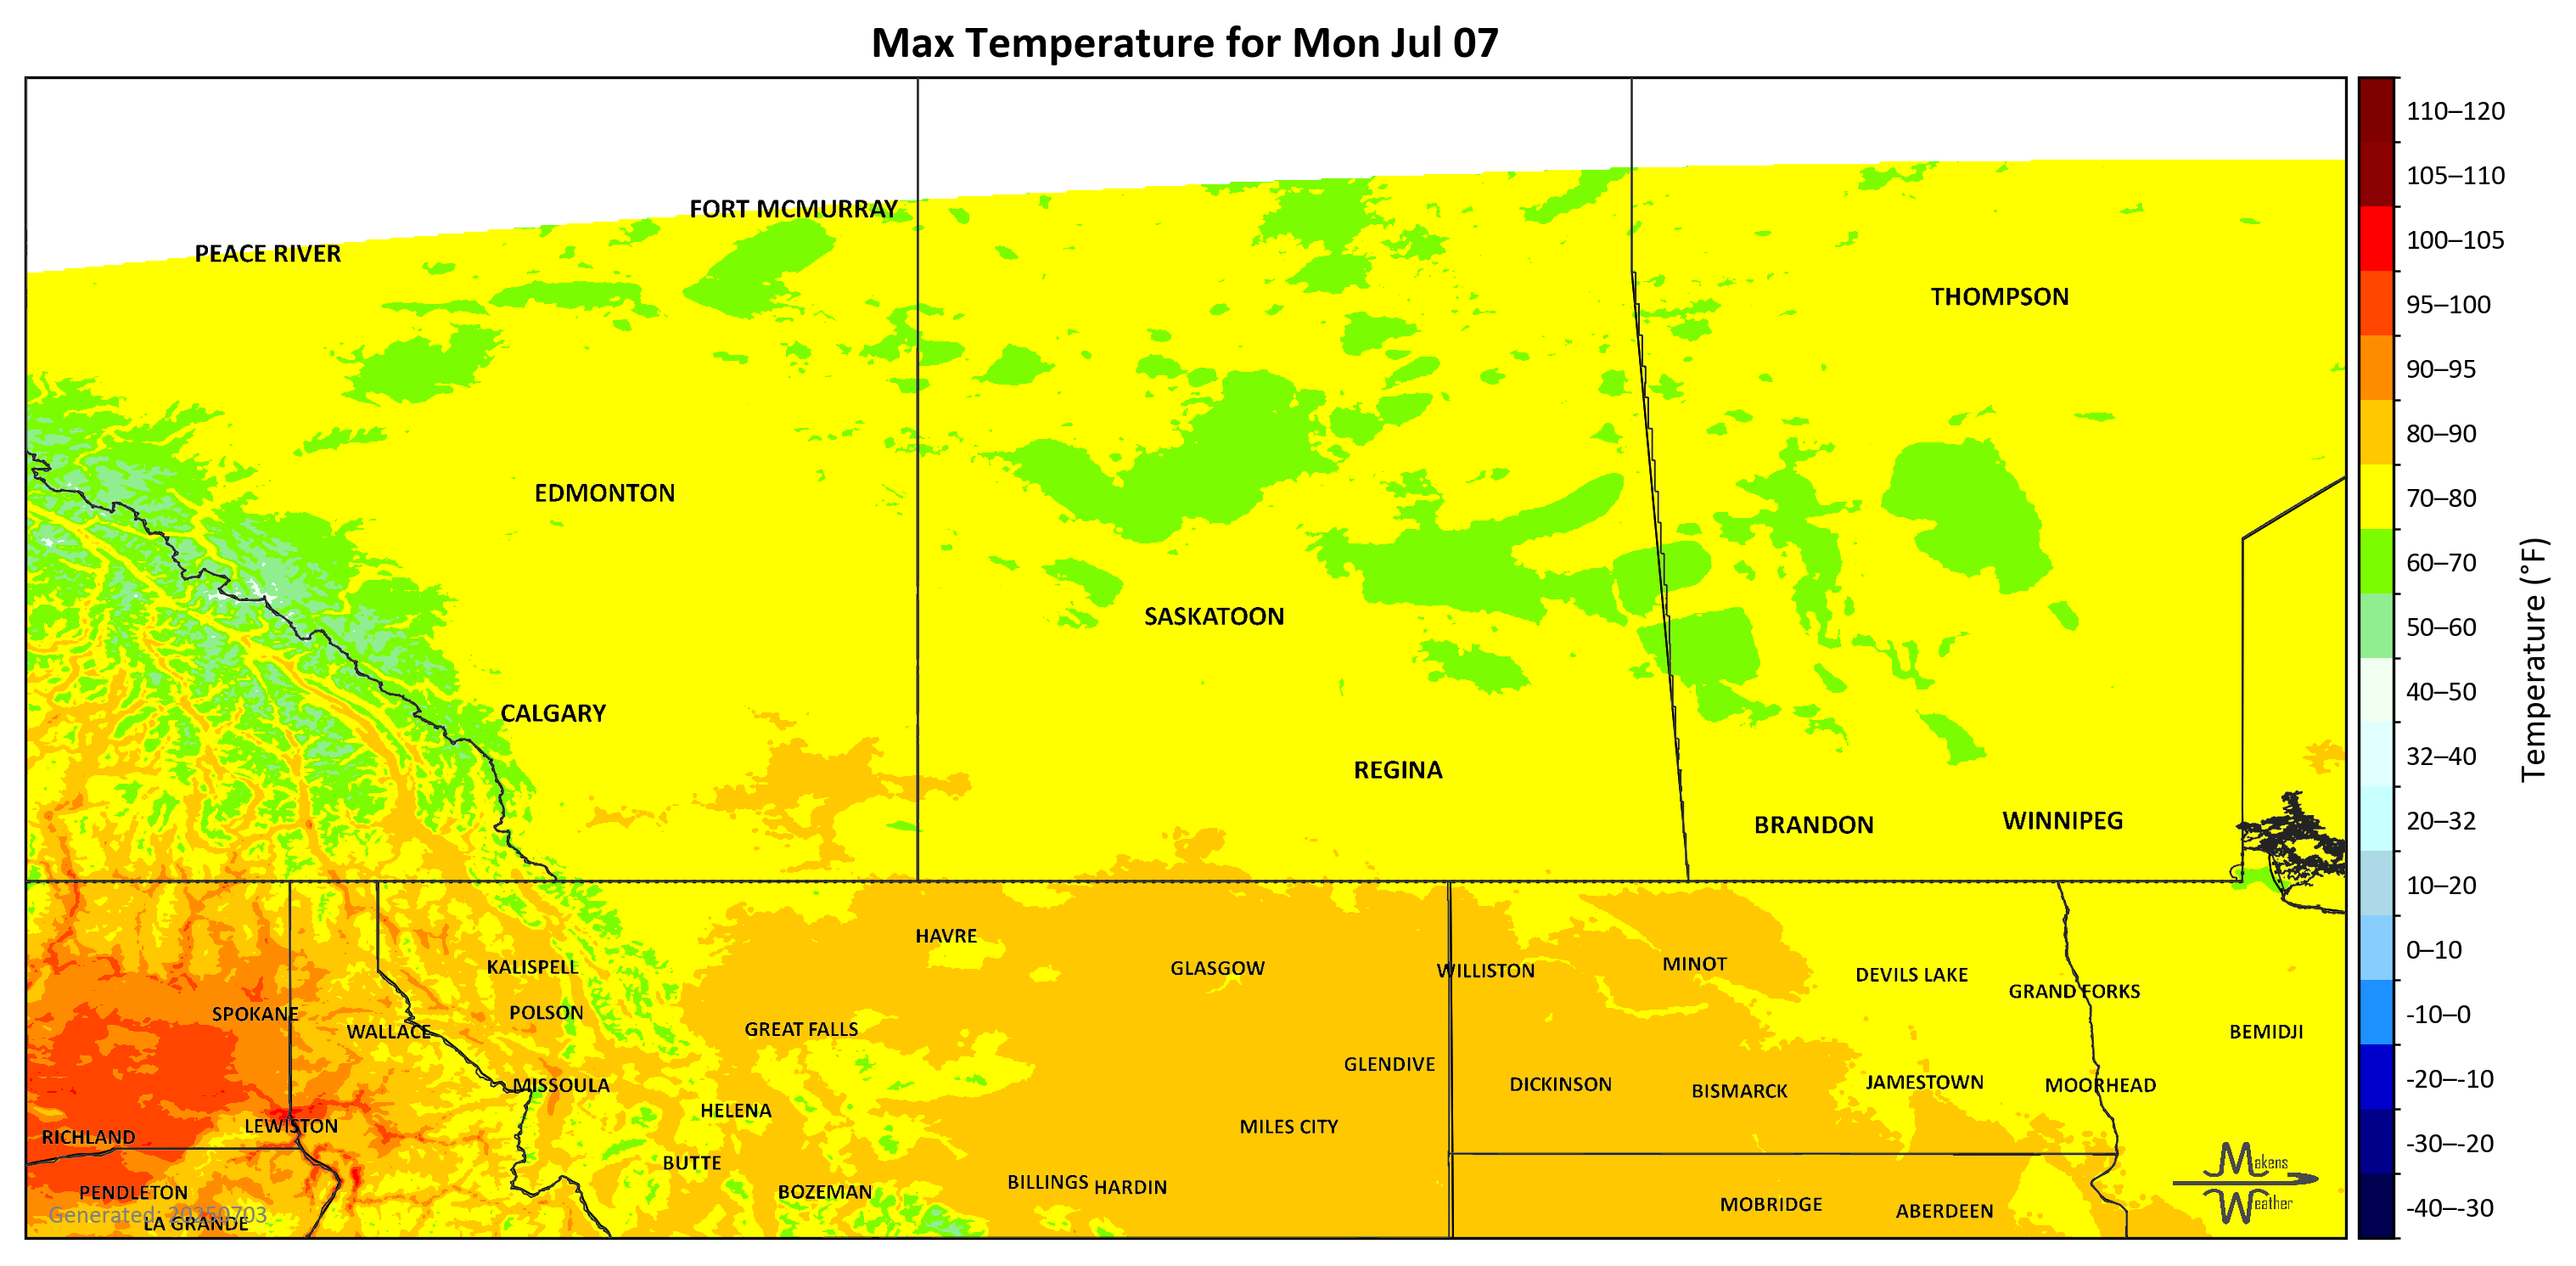 Max Temperature for Mon Jul 07
110–120
105–110
FORT MCMURRAY
100–105
PEACE RIVER
THOMPSON
95–100
90–95
80–90
EDMONTON
70–80
60–70
SASKATOON
50–60
Temperature (°F)
40–50
CALGARY
32–40
REGINA
BRANDON
WINNIPEG
20–32
10–20
HAVRE
0–10
KALISPELL
GLASGOW
WILLISTON
MINOT
DEVILS LAKE
GRAND FORKS
SPOKANE
POLSON
-10–0
WALLACE
GREAT FALLS
BEMIDJI
GLENDIVE
-20–-10
MISSOULA
DICKINSON
BISMARCK
JAMESTOWN
MOORHEAD
HELENA
LEWISTON
MILES CITY
RICHLAND
-30–-20
BUTTE
Makens
Weather
PENDLETON
BOZEMAN
BILLINGS
HARDIN
MOBRIDGE
ABERDEEN
-40–-30
Generated: 20250703
LA GRANDE